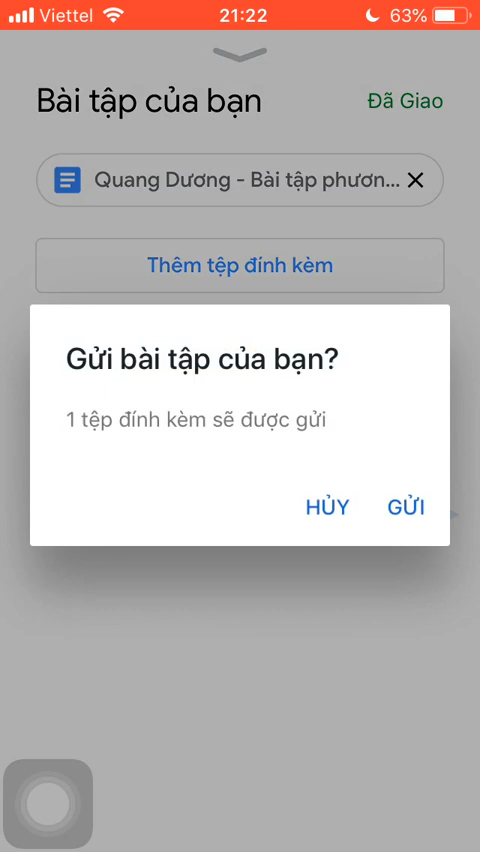 Viettel 21:22 63%
Bài tập của bạn Đã Giao
Quang Dương - Bài tập phươn...
Thêm tệp đính kèm
Gửi bài tập của bạn?
1 tệp đính kèm sẽ được gửi
HỦY GỬI